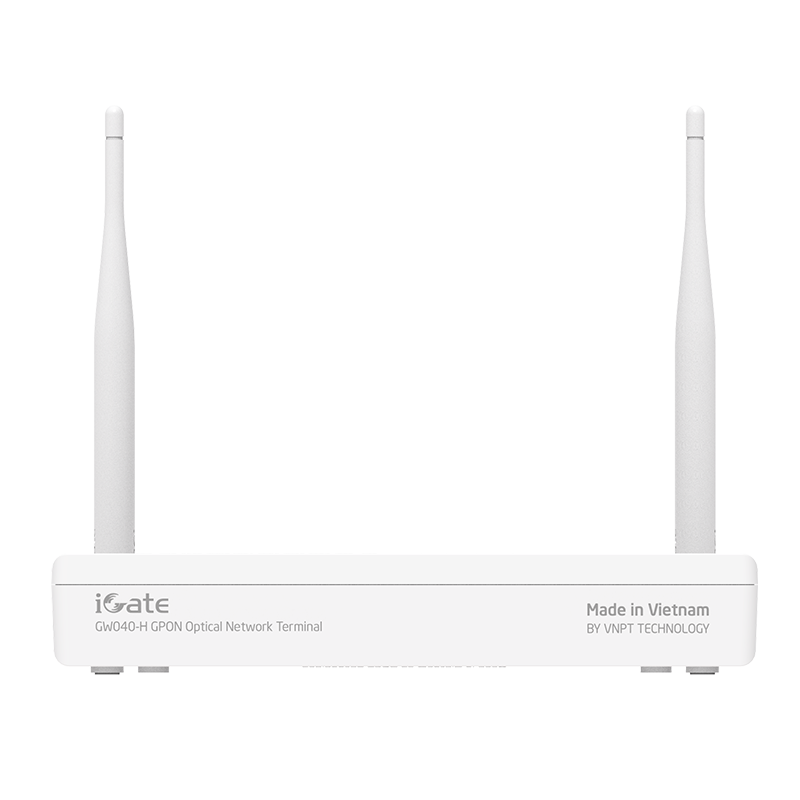 iGate
GW040-H GPON Optical Network Terminal
Made in Vietnam
BY VNPT TECHNOLOGY